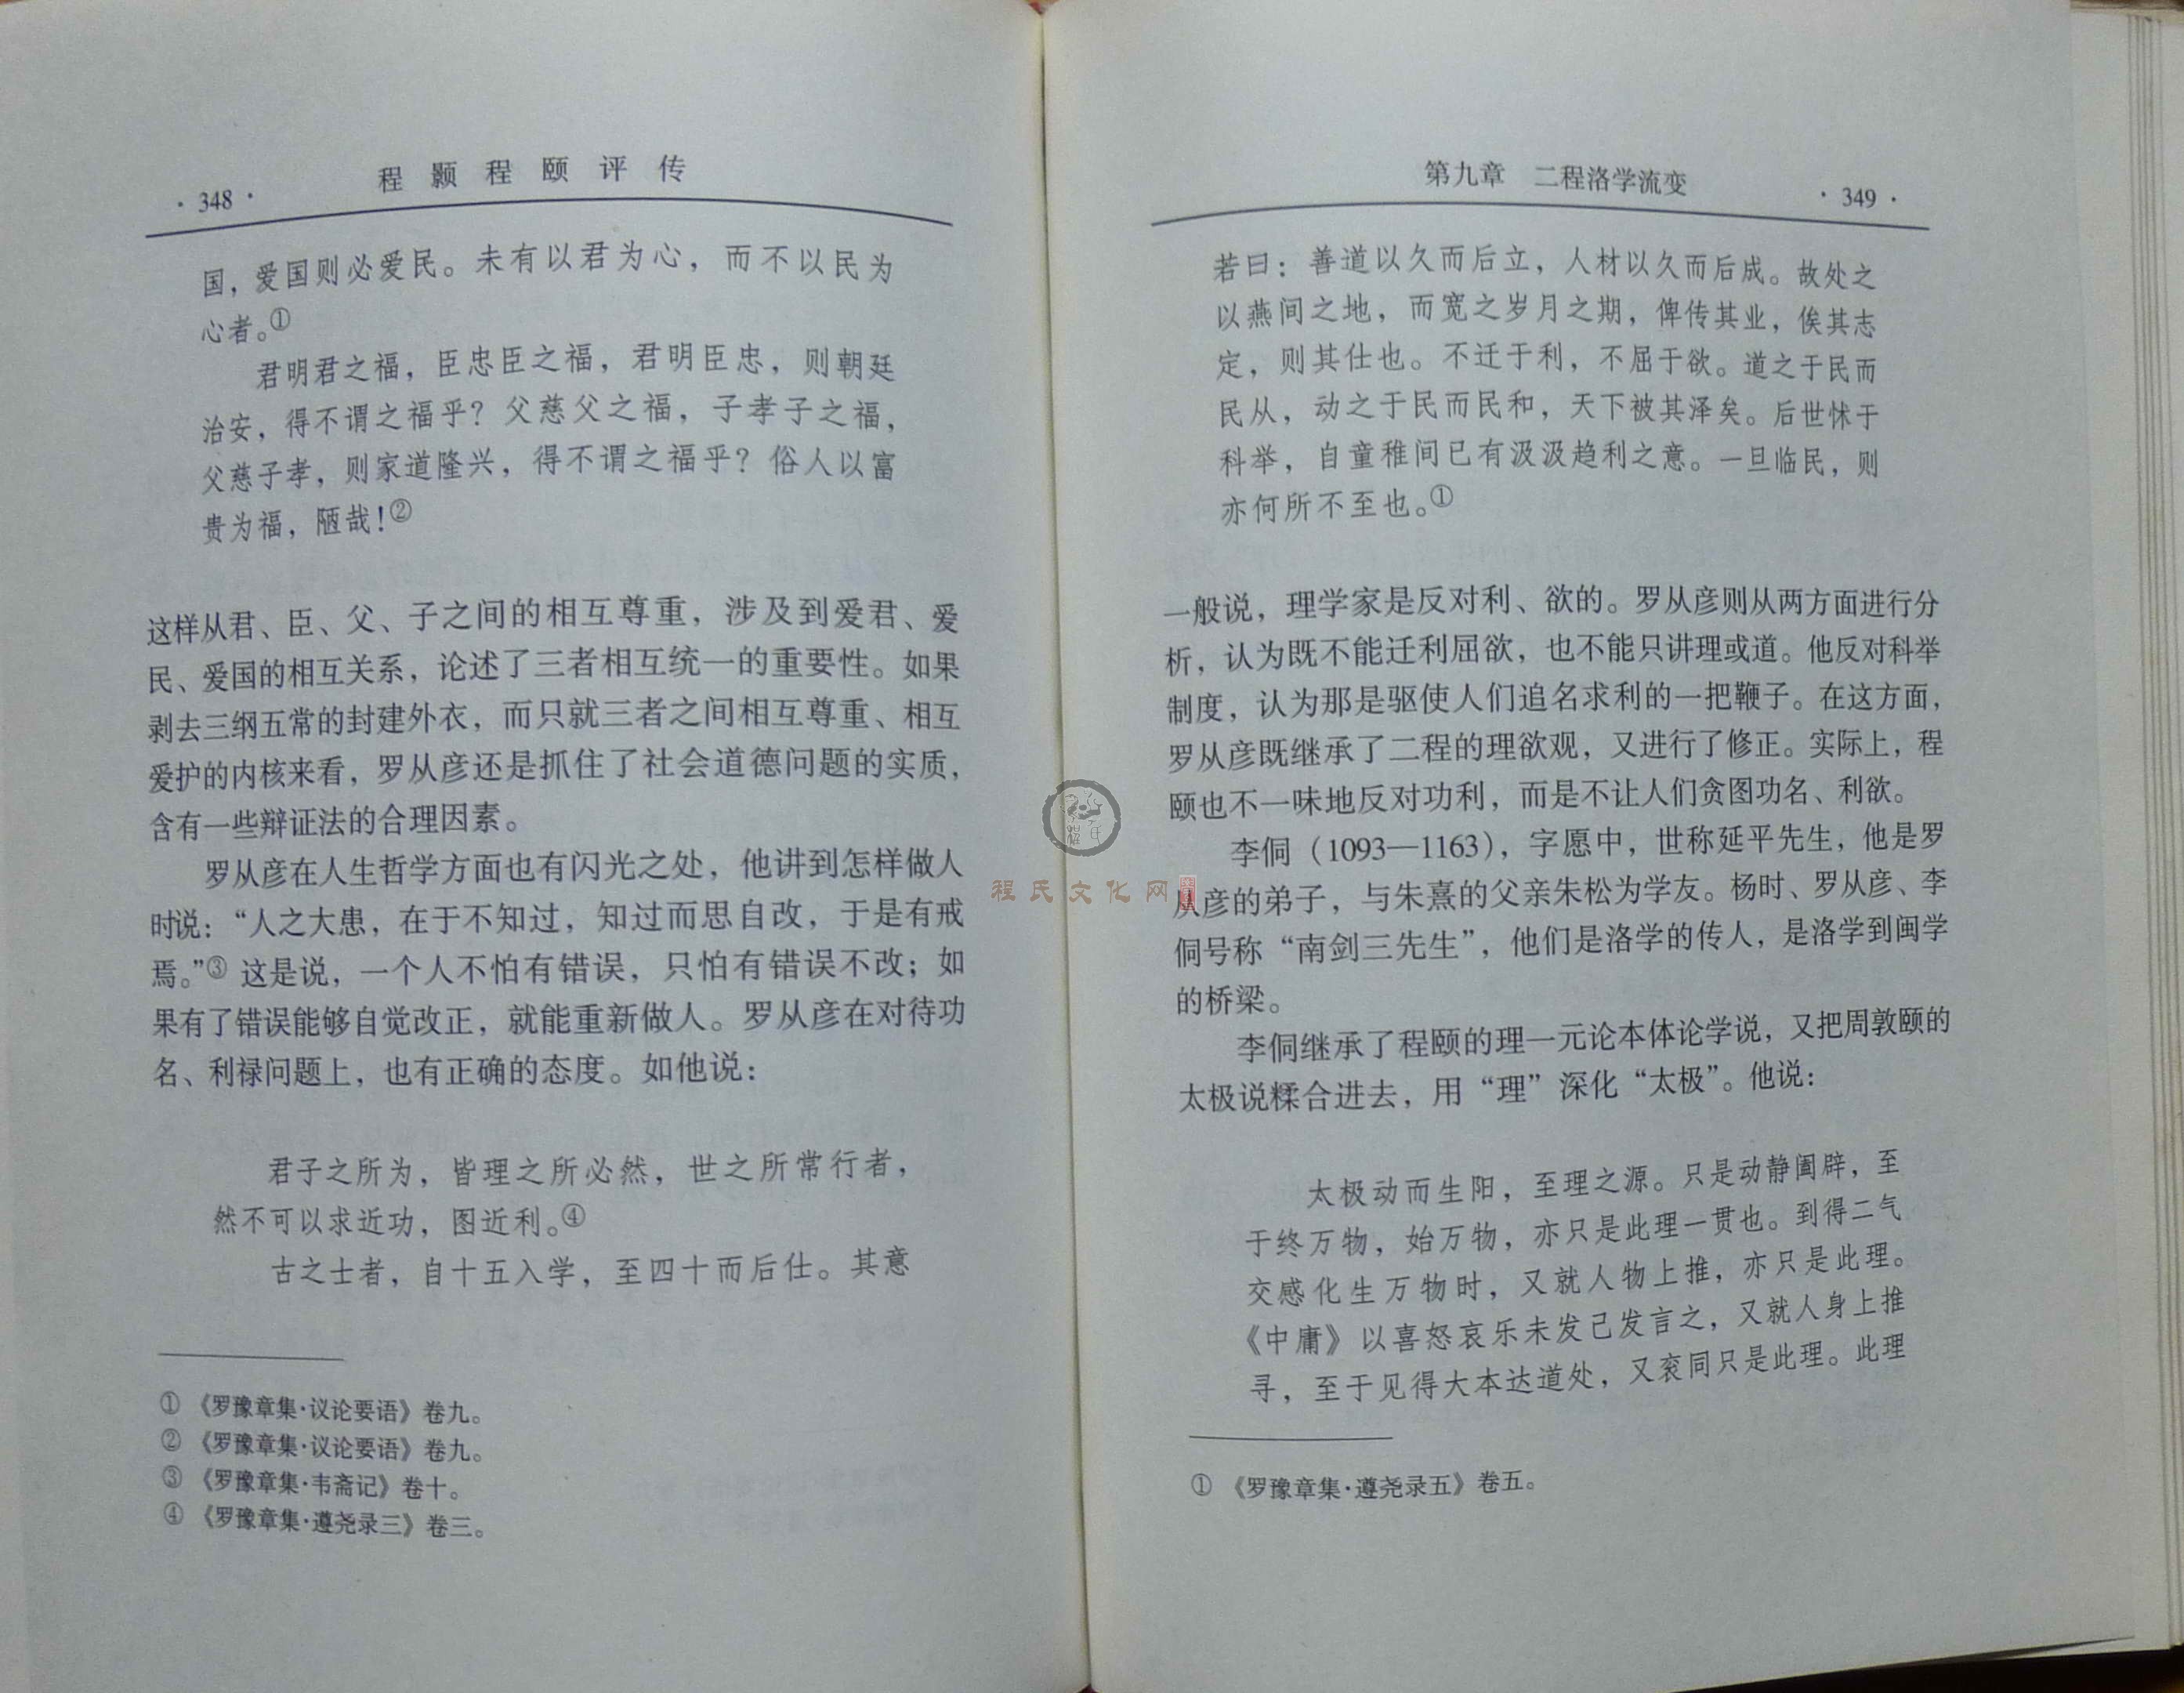 · 348 ·
程颢程颐评传
国，爱国则必爱民。未有以君为心，而不以民为
心者。①
君明君之福，臣忠臣之福，君明臣忠，则朝廷
治安，得不谓之福乎？父慈父之福，子孝子之福，
父慈子孝，则家道隆兴，得不谓之福乎？俗人以富
贵为福，陋哉！②
这样从君、臣、父、子之间的相互尊重，涉及到爱君、爱
民、爱国的相互关系，论述了三者相互统一的重要性。如果
剥去三纲五常的封建外衣，而只就三者之间相互尊重、相互
爱护的内核来看，罗从彦还是抓住了社会道德问题的实质，
含有一些辩证法的合理因素。
罗从彦在人生哲学方面也有闪光之处，他讲到怎样做人
时说：“人之大患，在于不知过，知过而思自改，于是有戒
焉。”③ 这是说，一个人不怕有错误，只怕有错误不改；如
果有了错误能够自觉改正，就能重新做人。罗从彦在对待功
名、利禄问题上，也有正确的态度。如他说：
君子之所为，皆理之所必然，世之所常行者，
然不可以求近功，图近利。④
古之士者，自十五入学，至四十而后仕。其意
① 《罗豫章集·议论要语》卷九。
② 《罗豫章集·议论要语》卷九。
③ 《罗豫章集·韦斋记》卷十。
④ 《罗豫章集·遵尧录三》卷三。
第九章　二程洛学流变
· 349 ·
若曰：善道以久而后立，人材以久而后成。故处之
以燕间之地，而宽之岁月之期，俾传其业，俟其志
定，则其仕也。不迁于利，不屈于欲。道之于民而
民从，动之于民而民和，天下被其泽矣。后世怵于
科举，自童稚间已有汲汲趋利之意。一旦临民，则
亦何所不至也。①
一般说，理学家是反对利、欲的。罗从彦则从两方面进行分
析，认为既不能迁利屈欲，也不能只讲理或道。他反对科举
制度，认为那是驱使人们追名求利的一把鞭子。在这方面，
罗从彦既继承了二程的理欲观，又进行了修正。实际上，程
颐也不一味地反对功利，而是不让人们贪图功名、利欲。
李侗（1093—1163），字愿中，世称延平先生，他是罗
从彦的弟子，与朱熹的父亲朱松为学友。杨时、罗从彦、李
侗号称“南剑三先生”，他们是洛学的传人，是洛学到闽学
的桥梁。
李侗继承了程颐的理一元论本体论学说，又把周敦颐的
太极说糅合进去，用“理”深化“太极”。他说：
太极动而生阳，至理之源。只是动静阖辟，至
于终万物，始万物，亦只是此理一贯也。到得二气
交感化生万物时，又就人物上推，亦只是此理。
《中庸》以喜怒哀乐未发已发言之，又就人身上推
寻，至于见得大本达道处，又衮同只是此理。此理
① 《罗豫章集·遵尧录五》卷五。
程氏文化网